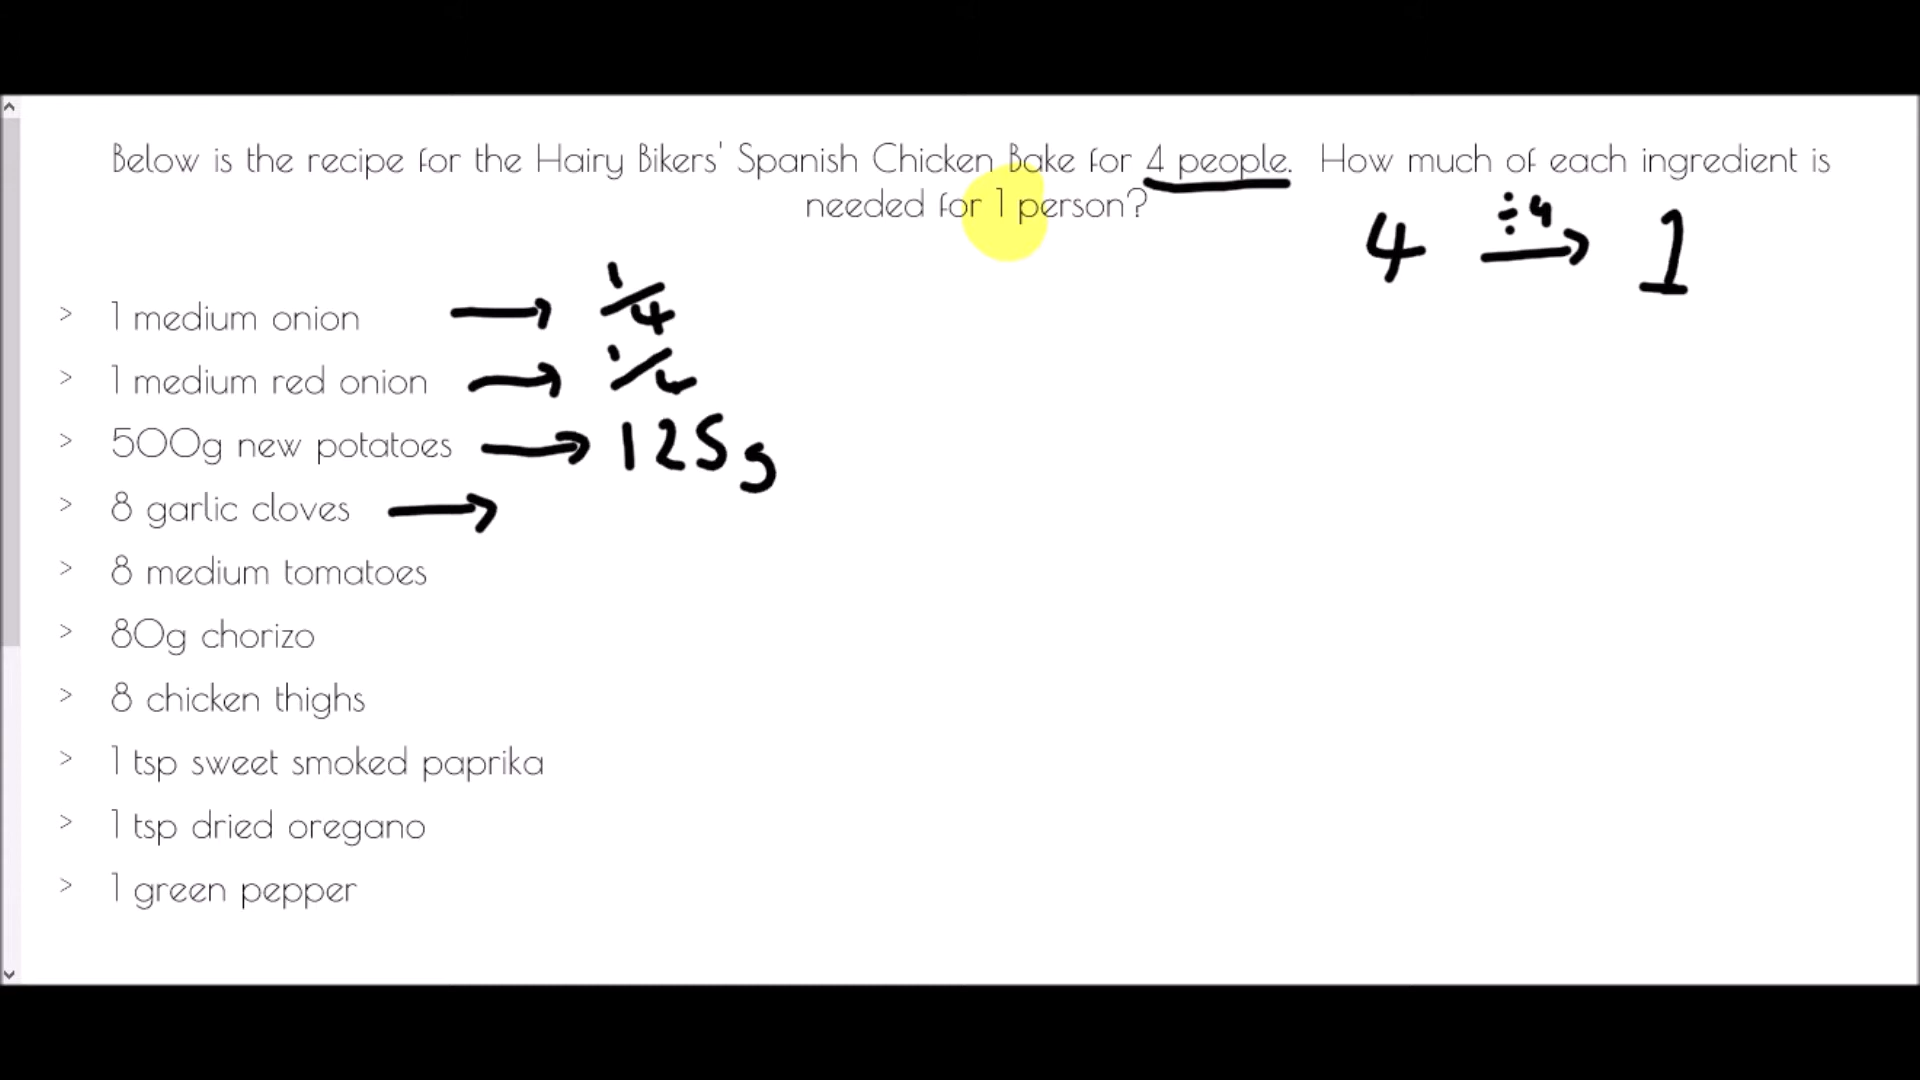 Below is the recipe for the Hairy Bikers' Spanish Chicken Bake for 4 people. How much of each ingredient is
needed for 1 person?
4 ÷4 → 1
> 1 medium onion → 1/4
> 1 medium red onion → 1/4
> 500g new potatoes → 125g
> 8 garlic cloves →
> 8 medium tomatoes
> 80g chorizo
> 8 chicken thighs
> 1 tsp sweet smoked paprika
> 1 tsp dried oregano
> 1 green pepper